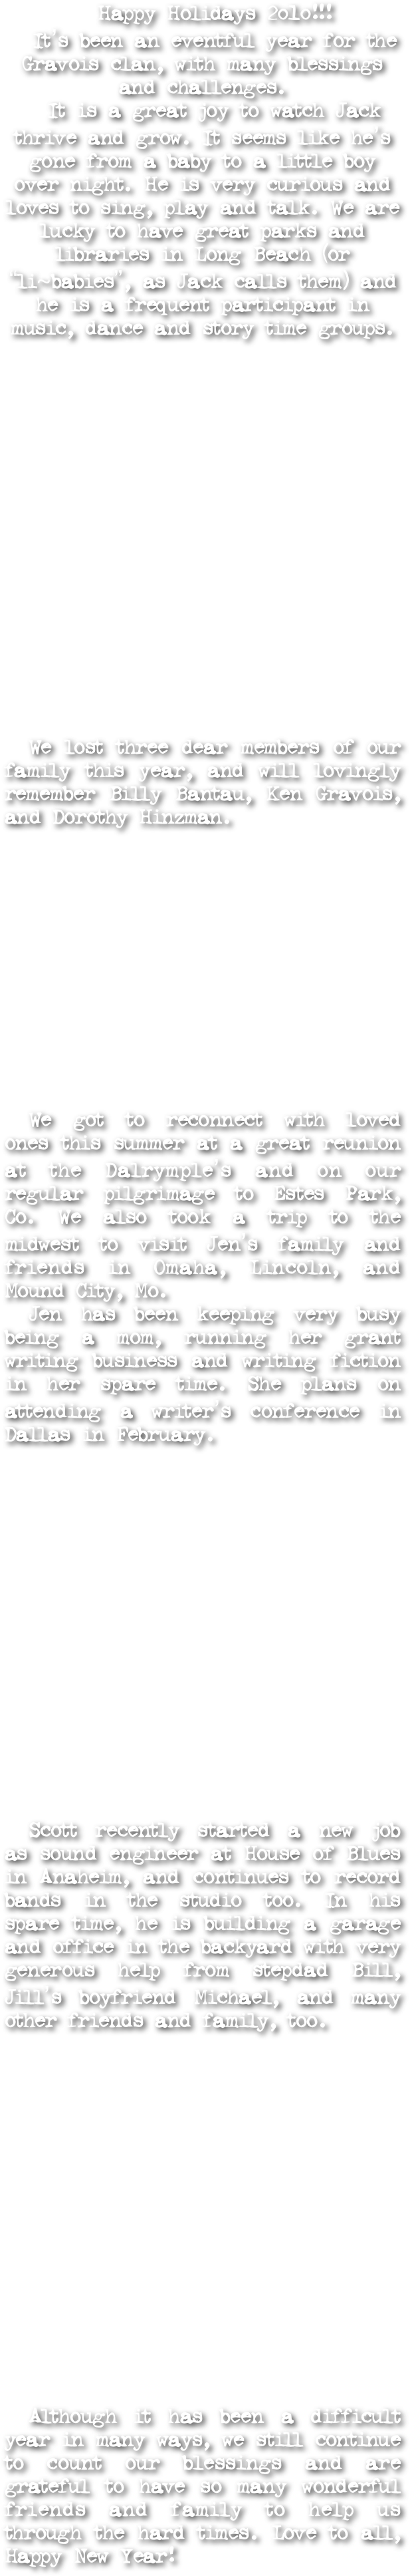 Happy Holidays 2010!!!
It's been an eventful year for the
Gravois clan, with many blessings
and challenges.
It is a great joy to watch Jack
thrive and grow. It seems like he's
gone from a baby to a little boy
over night. He is very curious and
loves to sing, play and talk. We are
lucky to have great parks and
libraries in Long Beach (or
"li~babies", as Jack calls them) and
he is a frequent participant in
music, dance and story time groups.
We lost three dear members of our
family this year, and will lovingly
remember Billy Bantau, Ken Gravois,
and Dorothy Hinzman.
We got to reconnect with loved
ones this summer at a great reunion
at the Dalrymple's and on our
regular pilgrimage to Estes Park,
Co. We also took a trip to the
midwest to visit Jen's family and
friends in Omaha, Lincoln, and
Mound City, Mo.
Jen has been keeping very busy
being a mom, running her grant
writing business and writing fiction
in her spare time. She plans on
attending a writer's conference in
Dallas in February.
Scott recently started a new job
as sound engineer at House of Blues
in Anaheim, and continues to record
bands in the studio too. In his
spare time, he is building a garage
and office in the backyard with very
generous help from stepdad Bill,
Jill's boyfriend Michael, and many
other friends and family, too.
Although it has been a difficult
year in many ways, we still continue
to count our blessings and are
grateful to have so many wonderful
friends and family to help us
through the hard times. Love to all,
Happy New Year!